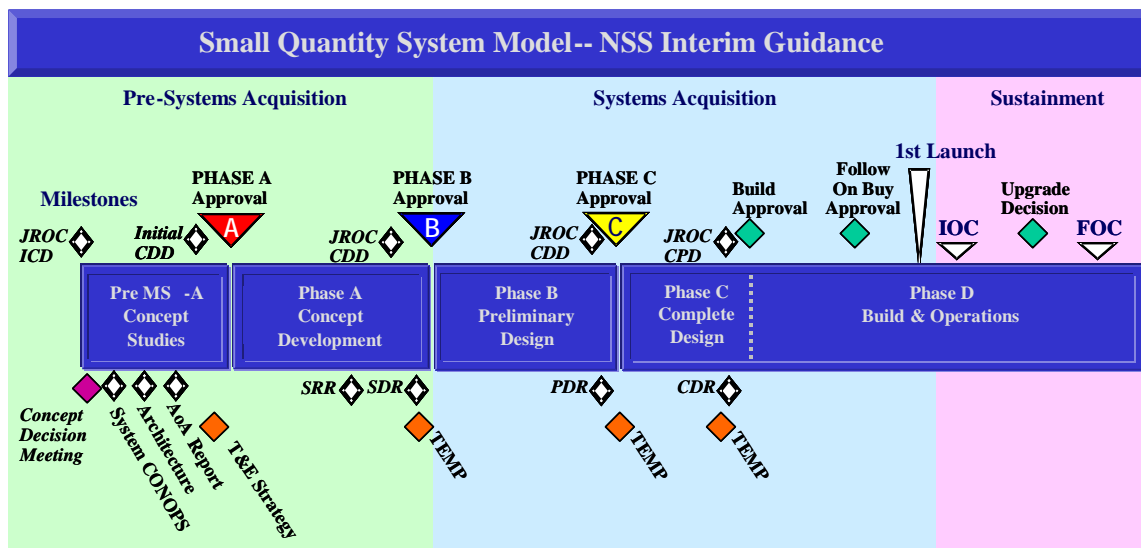 Small Quantity System Model-- NSS Interim Guidance
Pre-Systems Acquisition
Systems Acquisition
Sustainment
Milestones
PHASE A
Approval
PHASE B
Approval
PHASE C
Approval
Build
Approval
Follow
On Buy
Approval
1st Launch
Upgrade
Decision
A
B
C
JROC
ICD
Initial
CDD
JROC
CDD
JROC
CDD
JROC
CPD
IOC
FOC
Pre MS -A
Concept
Studies
Phase A
Concept
Development
Phase B
Preliminary
Design
Phase C
Complete
Design
Phase D
Build & Operations
SRR
SDR
PDR
CDR
Concept
Decision
Meeting
System CONOPS
Architecture
AoA Report
T&E Strategy
TEMP
TEMP
TEMP